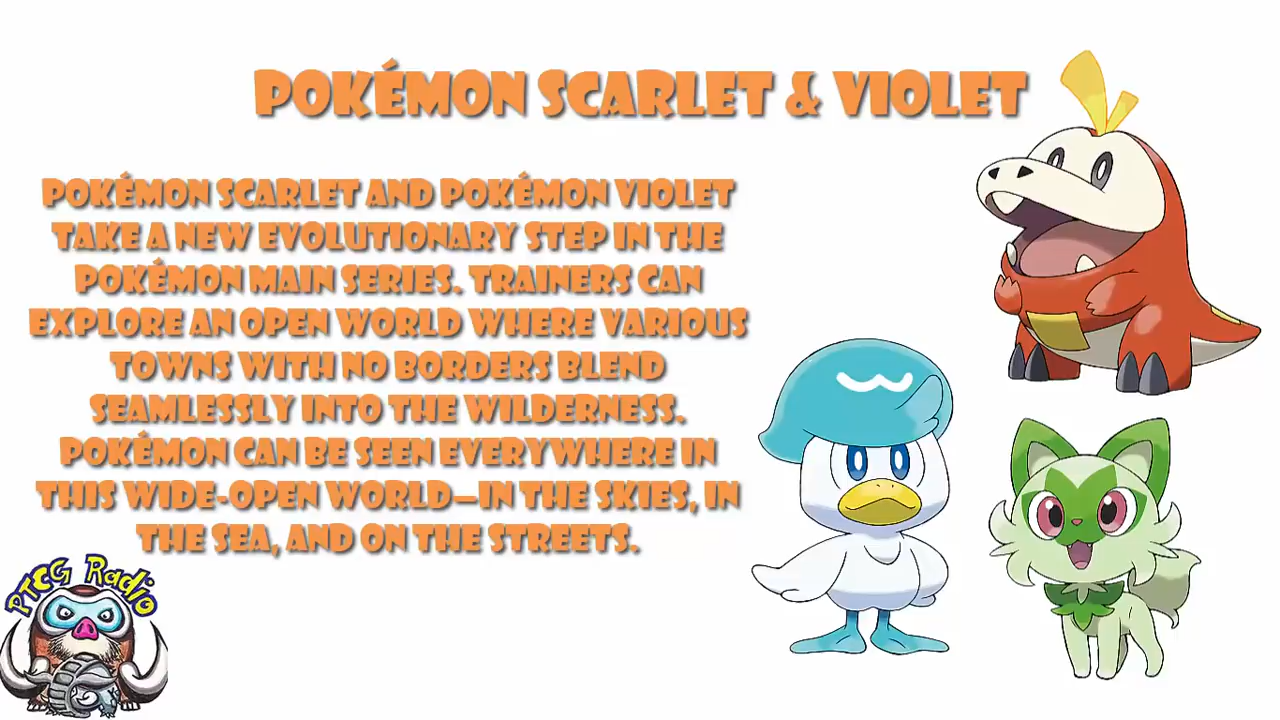 POKÉMON SCARLET & VIOLET
POKÉMON SCARLET AND POKÉMON VIOLET
TAKE A NEW EVOLUTIONARY STEP IN THE
POKÉMON MAIN SERIES. TRAINERS CAN
EXPLORE AN OPEN WORLD WHERE VARIOUS
TOWNS WITH NO BORDERS BLEND
SEAMLESSLY INTO THE WILDERNESS.
POKÉMON CAN BE SEEN EVERYWHERE IN
THIS WIDE-OPEN WORLD—IN THE SKIES, IN
THE SEA, AND ON THE STREETS.
PTCG Radio